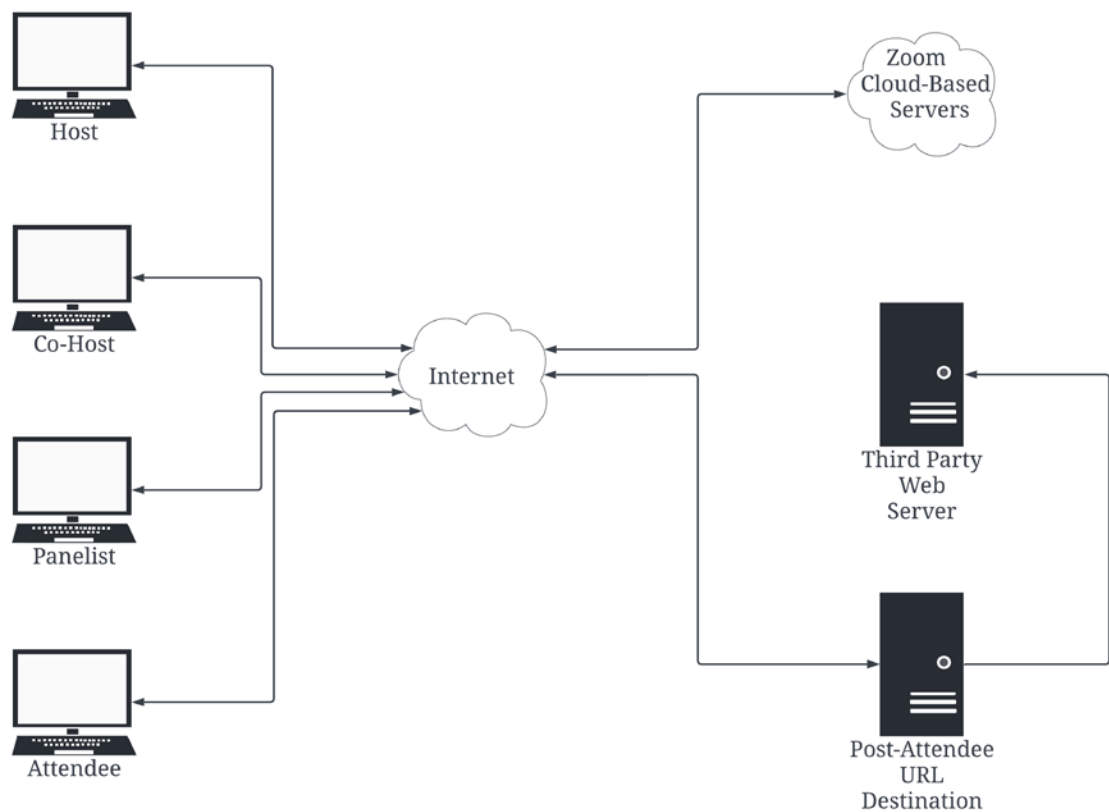 Host
Co-Host
Panelist
Attendee
Internet
Zoom
Cloud-Based
Servers
Third Party
Web
Server
Post-Attendee
URL
Destination